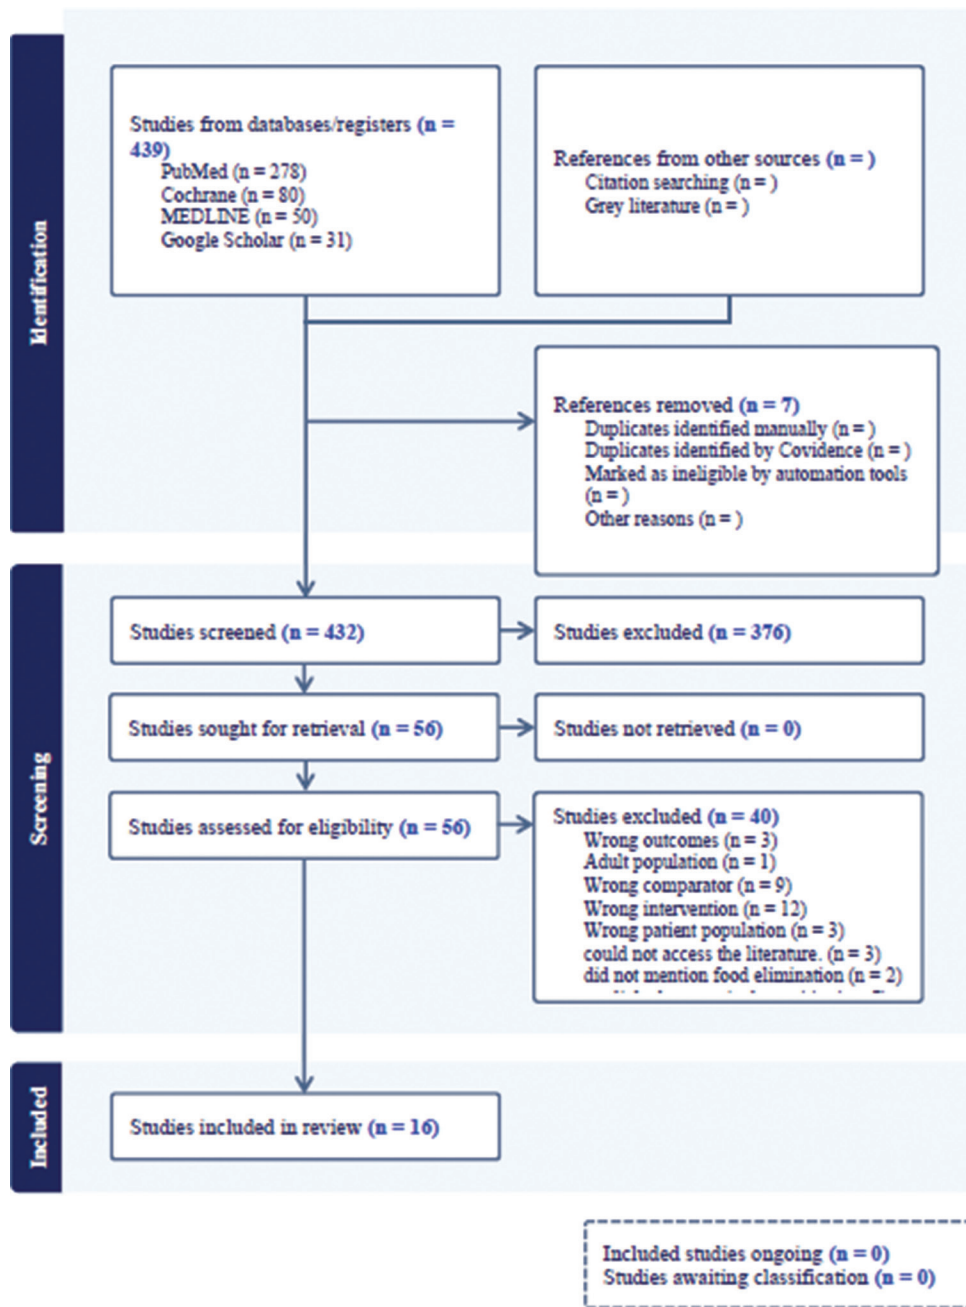 Identification
Studies from databases/registers (n =
439)
PubMed (n = 278)
Cochrane (n = 80)
MEDLINE (n = 50)
Google Scholar (n = 31)
References from other sources (n = )
Citation searching (n = )
Grey literature (n = )
References removed (n = 7)
Duplicates identified manually (n = )
Duplicates identified by Covidence (n = )
Marked as ineligible by automation tools
(n = )
Other reasons (n = )
Screening
Studies screened (n = 432)
Studies excluded (n = 376)
Studies sought for retrieval (n = 56)
Studies not retrieved (n = 0)
Studies assessed for eligibility (n = 56)
Studies excluded (n = 40)
Wrong outcomes (n = 3)
Adult population (n = 1)
Wrong comparator (n = 9)
Wrong intervention (n = 12)
Wrong patient population (n = 3)
could not access the literature. (n = 3)
did not mention food elimination (n = 2)
Included
Studies included in review (n = 16)
Included studies ongoing (n = 0)
Studies awaiting classification (n = 0)